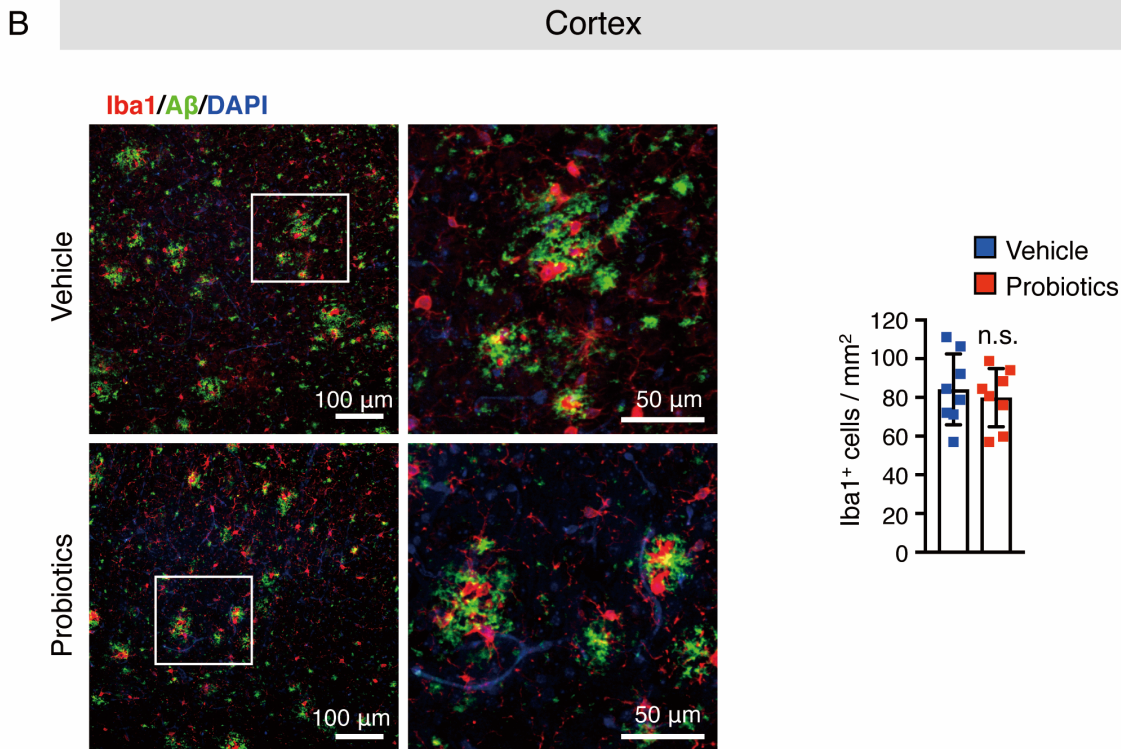 B
Cortex
Iba1/Aβ/DAPI
Vehicle
100 μm
50 μm
Probiotics
100 μm
50 μm
Vehicle
Probiotics
n.s.
Iba1⁺ cells / mm²
120
100
80
60
40
20
0